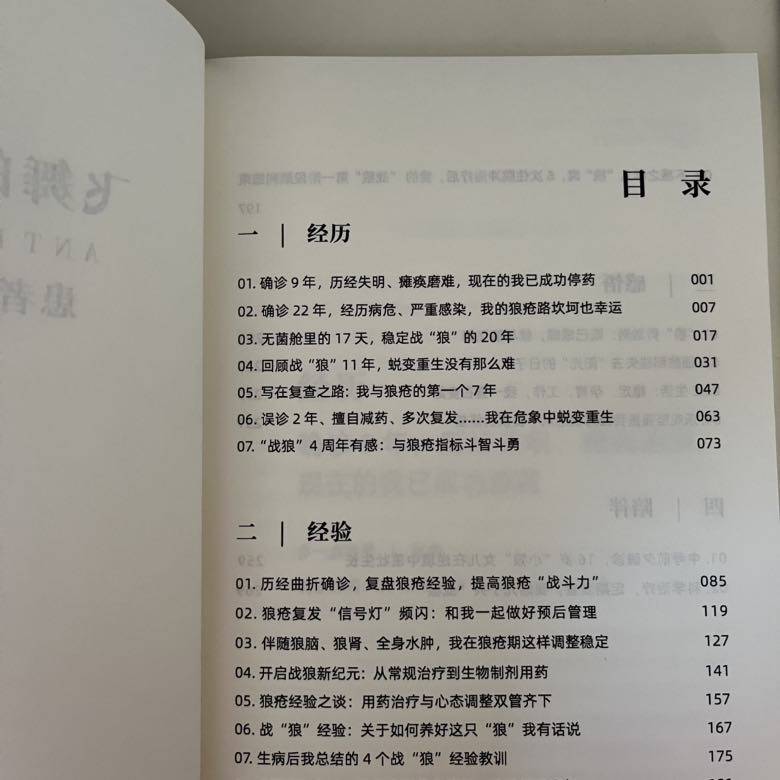 目 录
一 | 经历
01. 确诊 9 年，历经失明、瘫痪磨难，现在的我已成功停药 001
02. 确诊 22 年，经历病危、严重感染，我的狼疮路坎坷也幸运 007
03. 无菌舱里的 17 天，稳定战“狼”的 20 年 017
04. 回顾战“狼” 11 年，蜕变重生没有那么难 031
05. 写在复查之路：我与狼疮的第一个 7 年 047
06. 误诊 2 年、擅自减药、多次复发……我在危象中蜕变重生 063
07. “战狼” 4 周年有感：与狼疮指标斗智斗勇 073
二 | 经验
01. 历经曲折确诊，复盘狼疮经验，提高狼疮“战斗力” 085
02. 狼疮复发“信号灯”频闪：和我一起做好预后管理 119
03. 伴随狼脑、狼肾、全身水肿，我在狼疮期这样调整稳定 127
04. 开启战狼新纪元：从常规治疗到生物制剂用药 141
05. 狼疮经验之谈：用药治疗与心态调整双管齐下 157
06. 战“狼”经验：关于如何养好这只“狼”我有话说 167
07. 生病后我总结的 4 个战“狼”经验教训 175